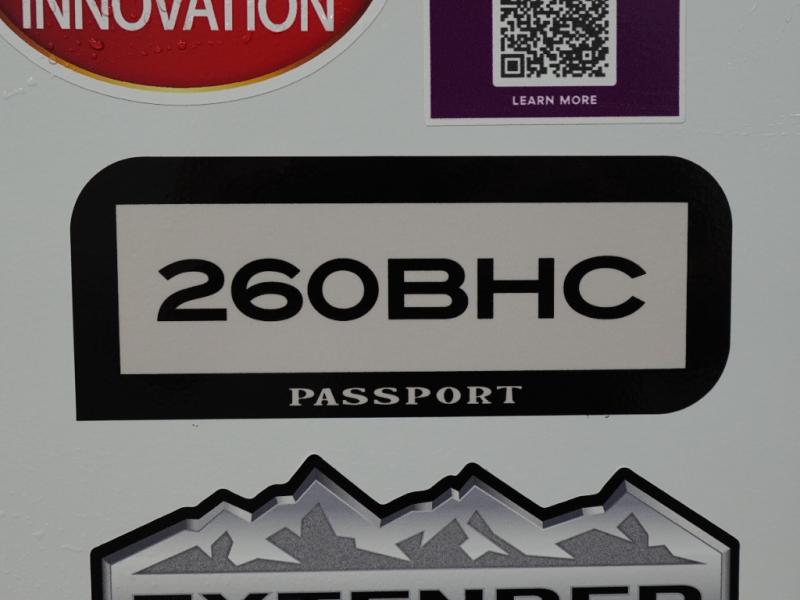 INNOVATION
LEARN MORE
260BHC
PASSPORT